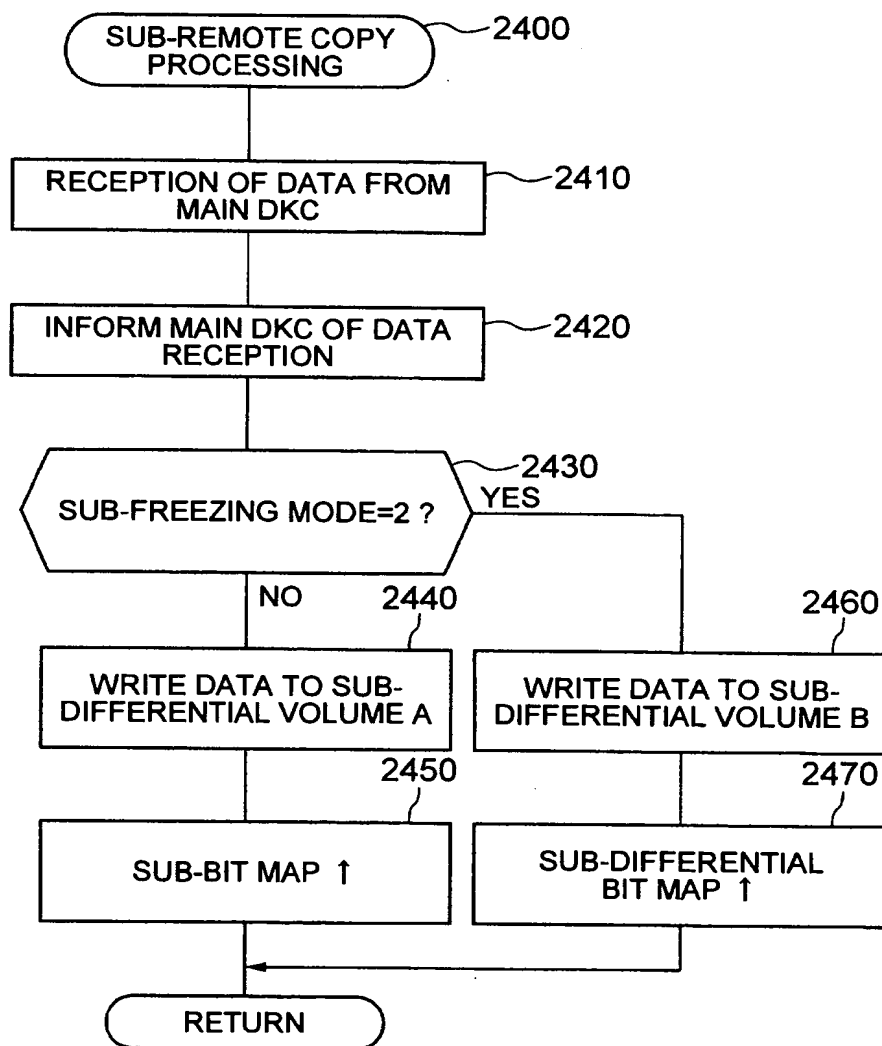 SUB-REMOTE COPY
PROCESSING
2400
RECEPTION OF DATA FROM
MAIN DKC
2410
INFORM MAIN DKC OF DATA
RECEPTION
2420
SUB-FREEZING MODE=2 ?
2430
YES
NO
2440
WRITE DATA TO SUB-
DIFFERENTIAL VOLUME A
2460
WRITE DATA TO SUB-
DIFFERENTIAL VOLUME B
2450
SUB-BIT MAP ↑
2470
SUB-DIFFERENTIAL
BIT MAP ↑
RETURN